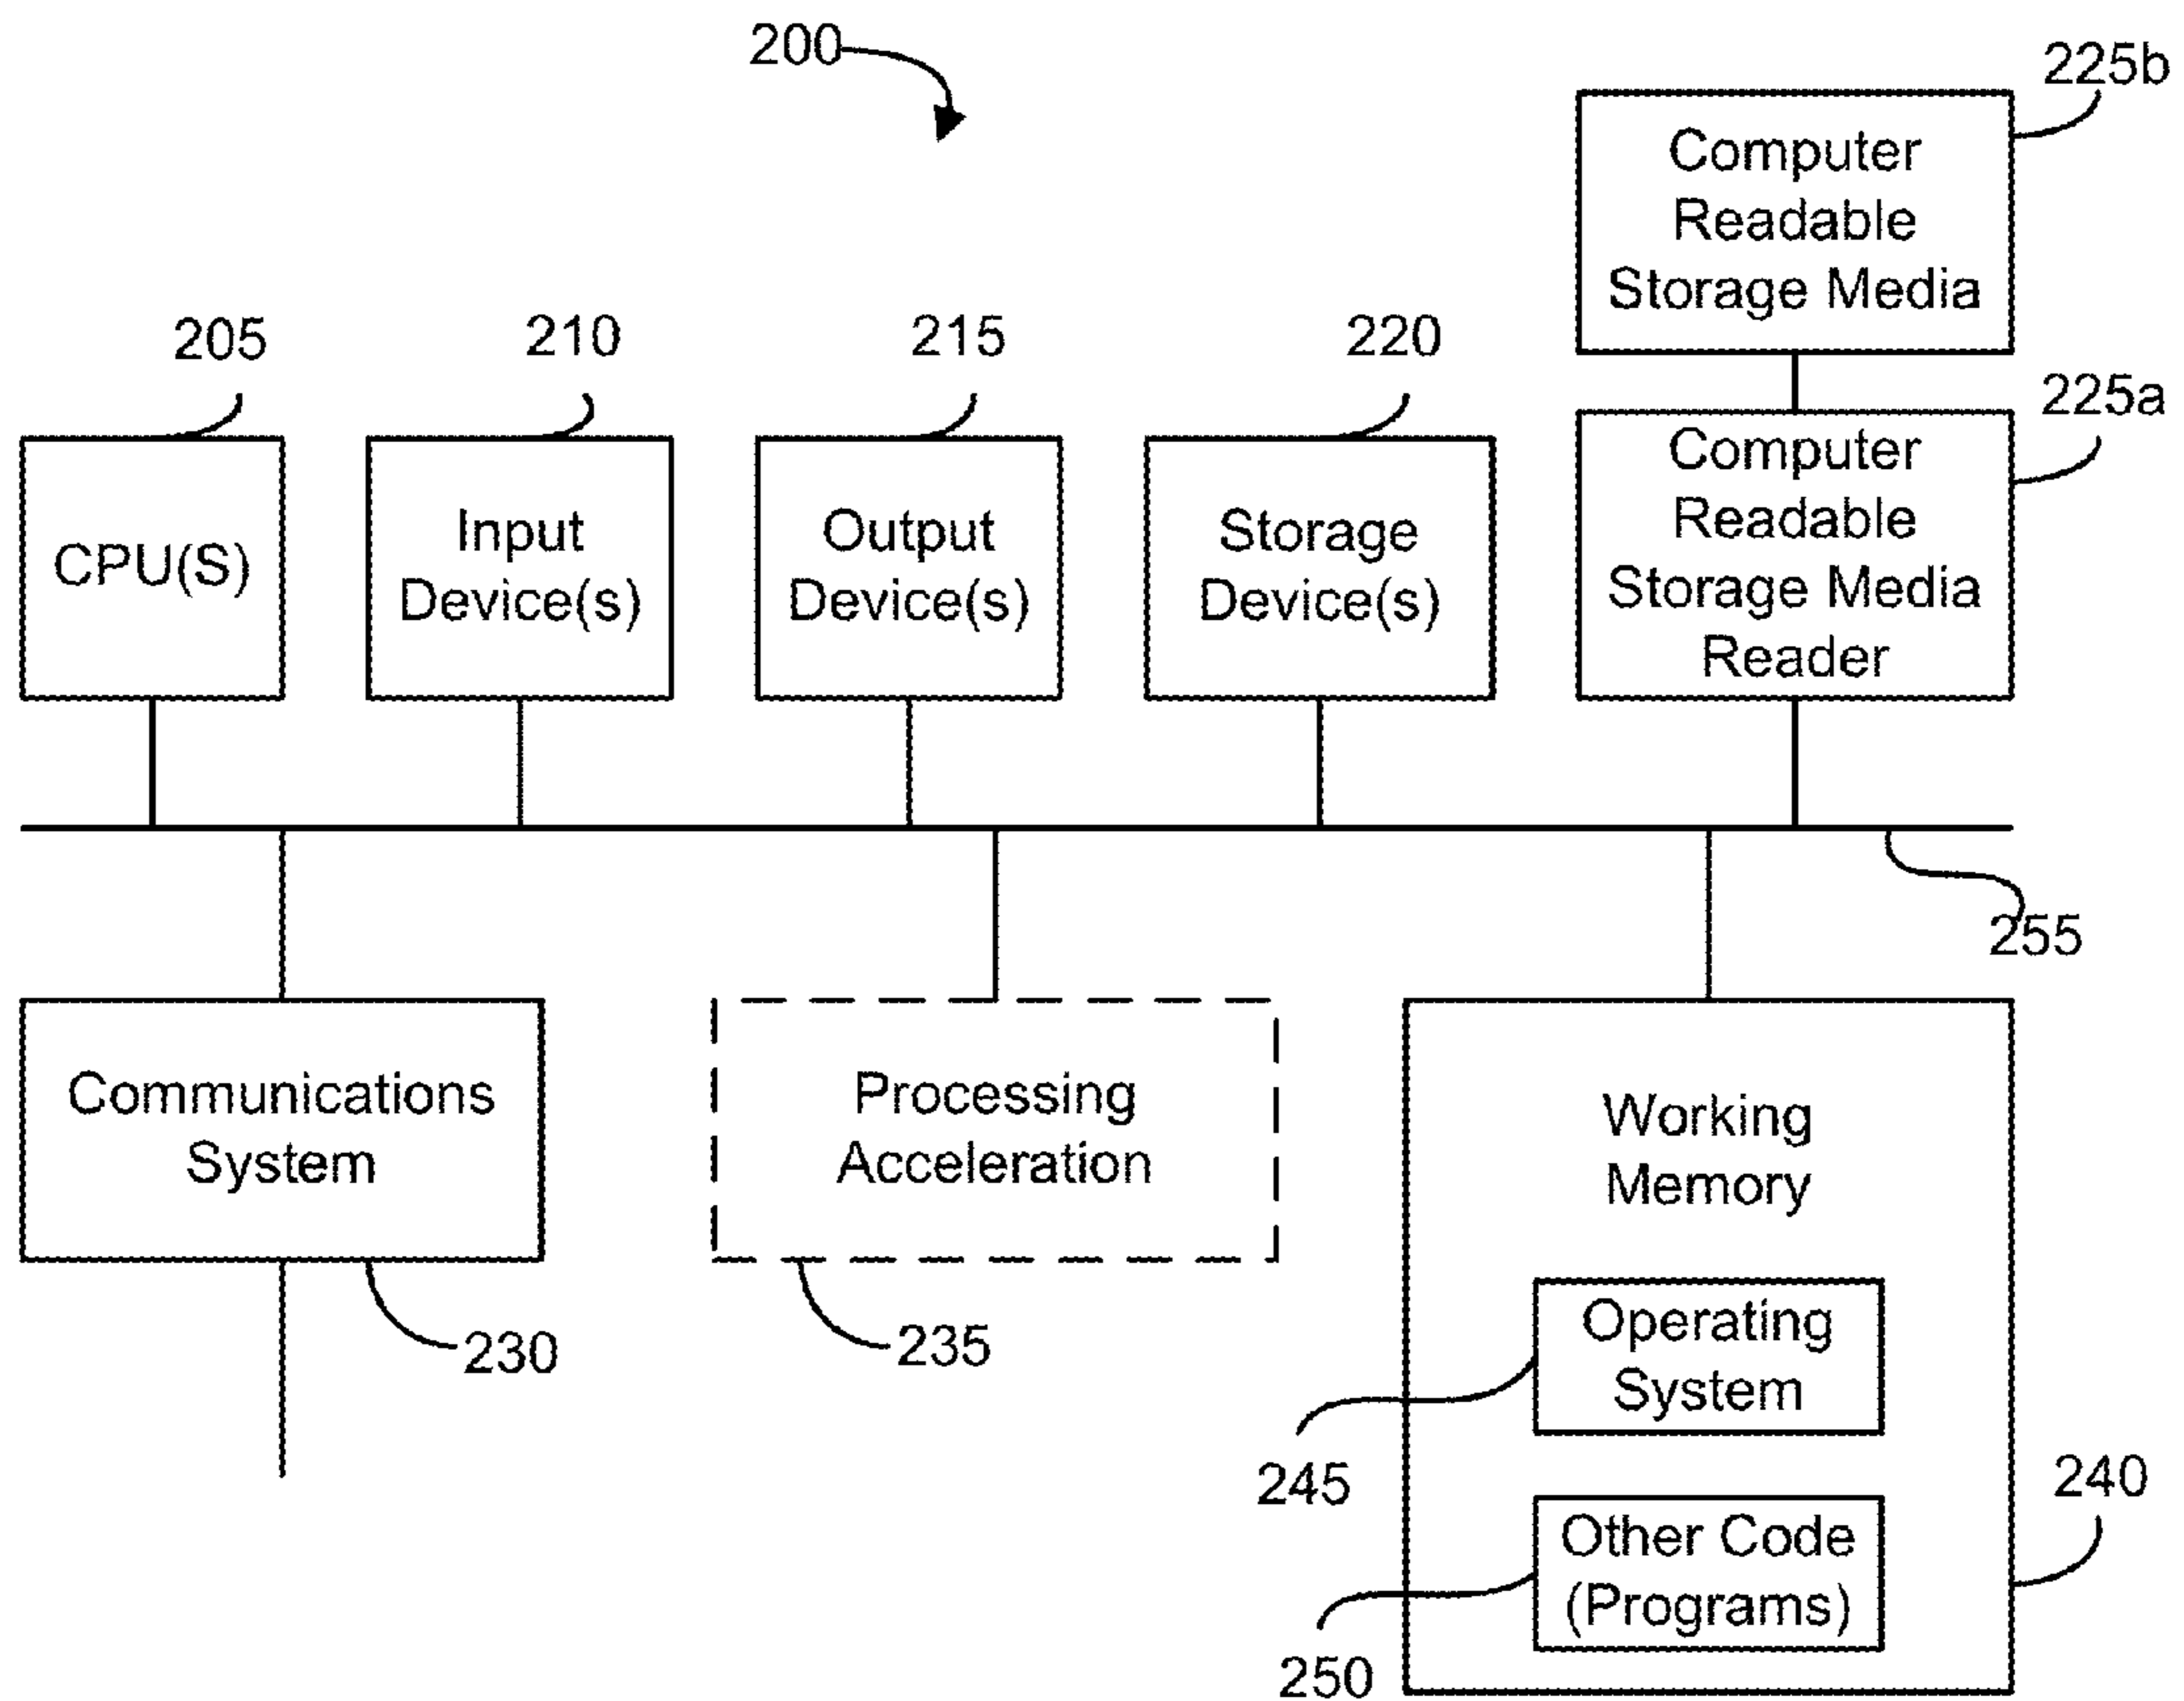 200
225b
Computer
Readable
Storage Media
205
210
215
220
225a
CPU(S)
Input
Device(s)
Output
Device(s)
Storage
Device(s)
Computer
Readable
Storage Media
Reader
255
Communications
System
230
Processing
Acceleration
235
Working
Memory
Operating
System
245
240
Other Code
(Programs)
250